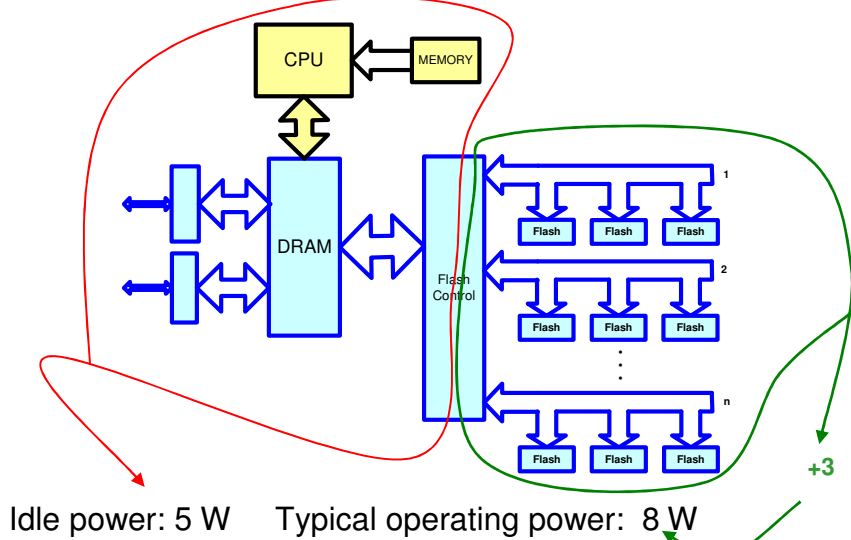 CPU
MEMORY
DRAM
Flash
Control
1
Flash Flash Flash
2
Flash Flash Flash
n
Flash Flash Flash
+3
Idle power: 5 W Typical operating power: 8 W